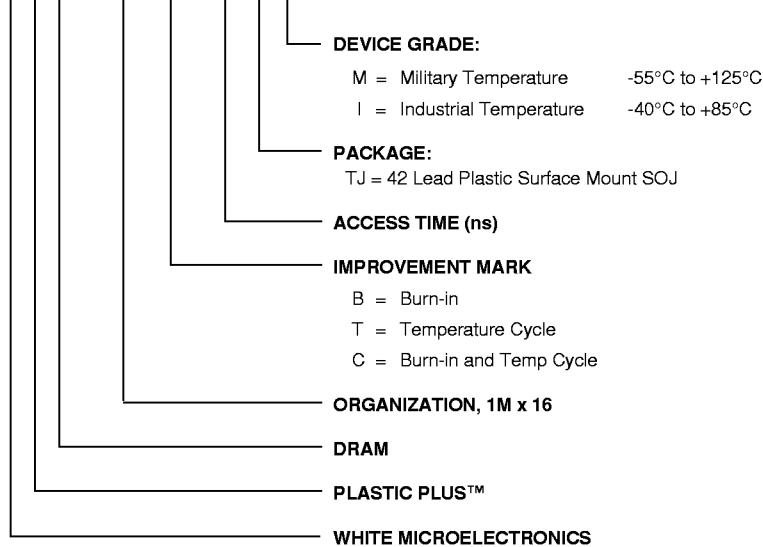 DEVICE GRADE:
M = Military Temperature -55°C to +125°C
I = Industrial Temperature -40°C to +85°C
PACKAGE:
TJ = 42 Lead Plastic Surface Mount SOJ
ACCESS TIME (ns)
IMPROVEMENT MARK
B = Burn-in
T = Temperature Cycle
C = Burn-in and Temp Cycle
ORGANIZATION, 1M x 16
DRAM
PLASTIC PLUS™
WHITE MICROELECTRONICS